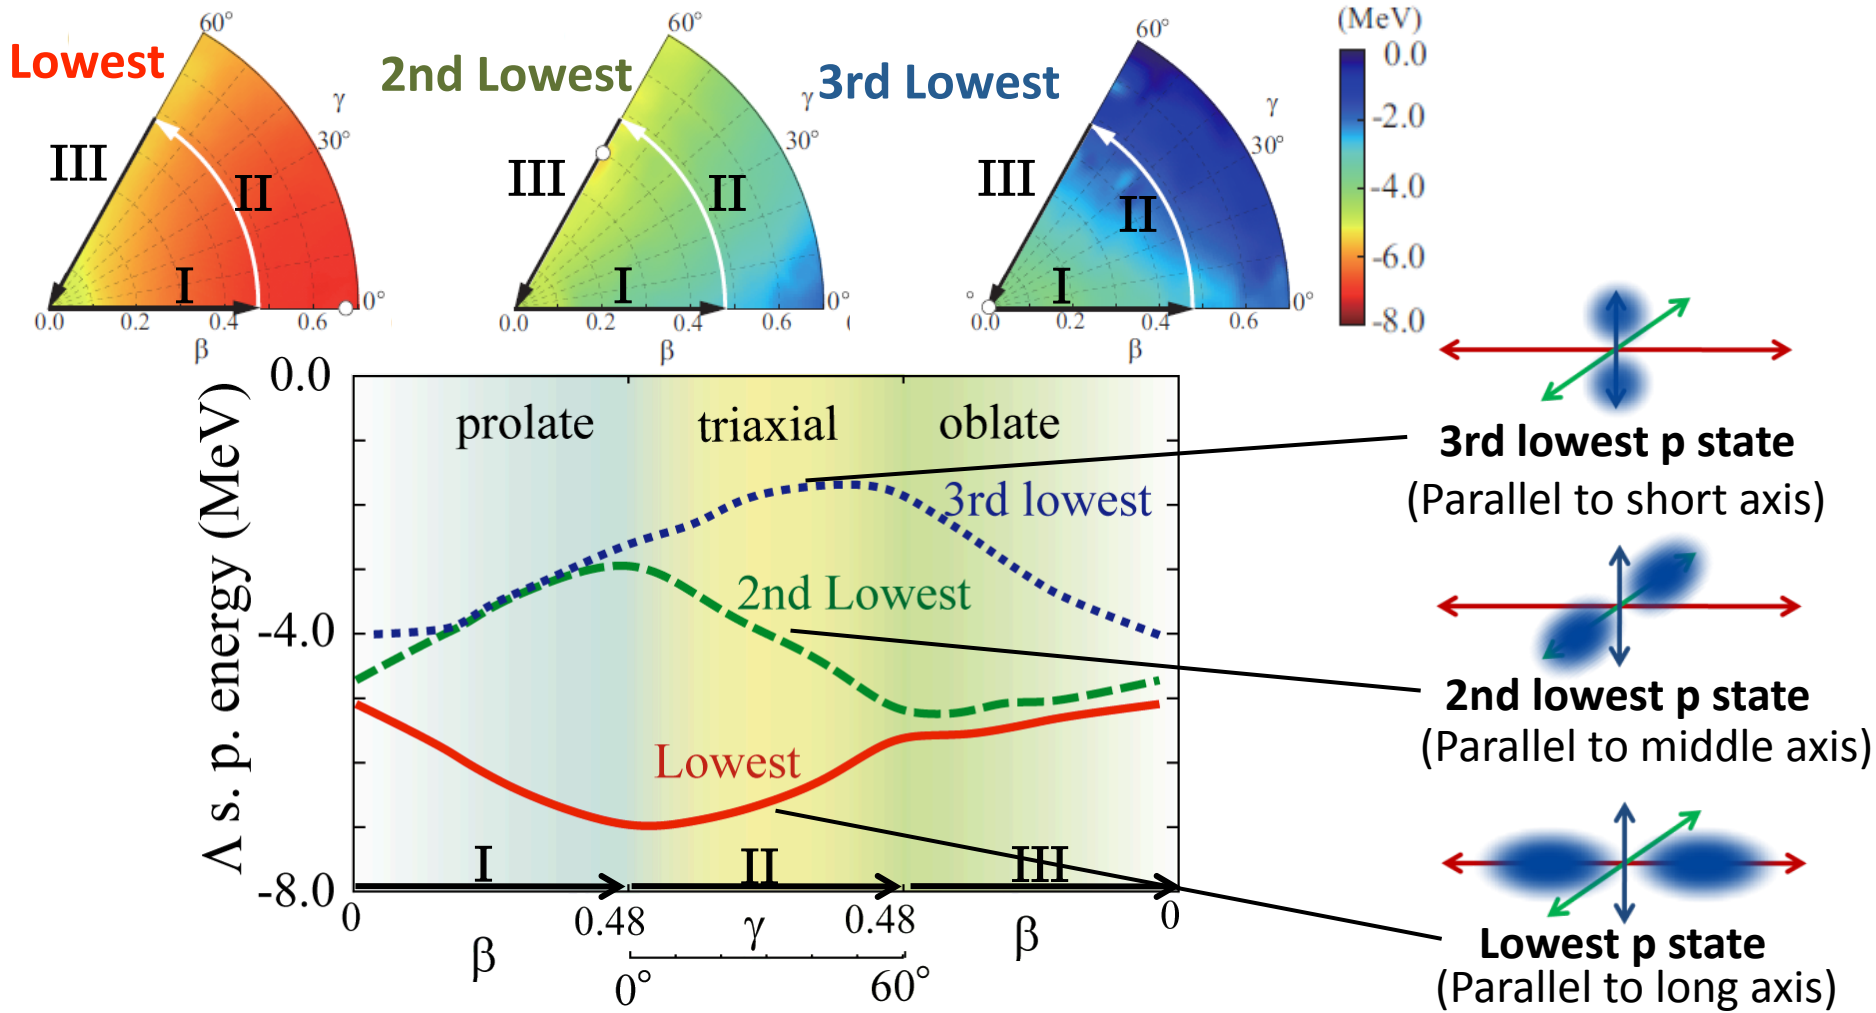 Lowest
60°
γ
30°
III
II
I
0°
0.0 0.2 0.4 0.6
β
2nd Lowest
60°
γ
30°
III
II
I
0°
0.0 0.2 0.4 0.6
β
3rd Lowest
60°
γ
30°
III
II
I
°
0°
0.0 0.2 0.4 0.6
β
(MeV)
0.0
-2.0
-4.0
-6.0
-8.0
Λ s. p. energy (MeV)
0.0
-4.0
-8.0
prolate triaxial oblate
3rd lowest
2nd Lowest
Lowest
I II III
0 0.48 0.48 0
β γ β
0° 60°
3rd lowest p state
(Parallel to short axis)
2nd lowest p state
(Parallel to middle axis)
Lowest p state
(Parallel to long axis)